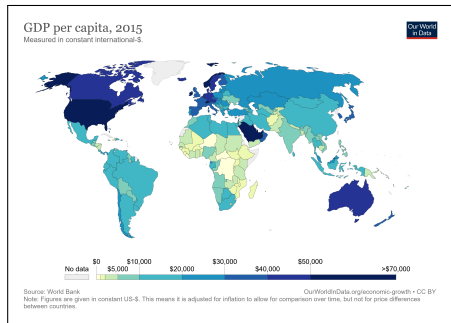 GDP per capita, 2015
Measured in constant international-$.
Our World
in Data
No data
$0
$5,000
$10,000
$20,000
$30,000
$40,000
$50,000
>$70,000
Source: World Bank
OurWorldInData.org/economic-growth • CC BY
Note: Figures are given in constant US-$. This means it is adjusted for inflation to allow for comparison over time, but not for price differences
between countries.